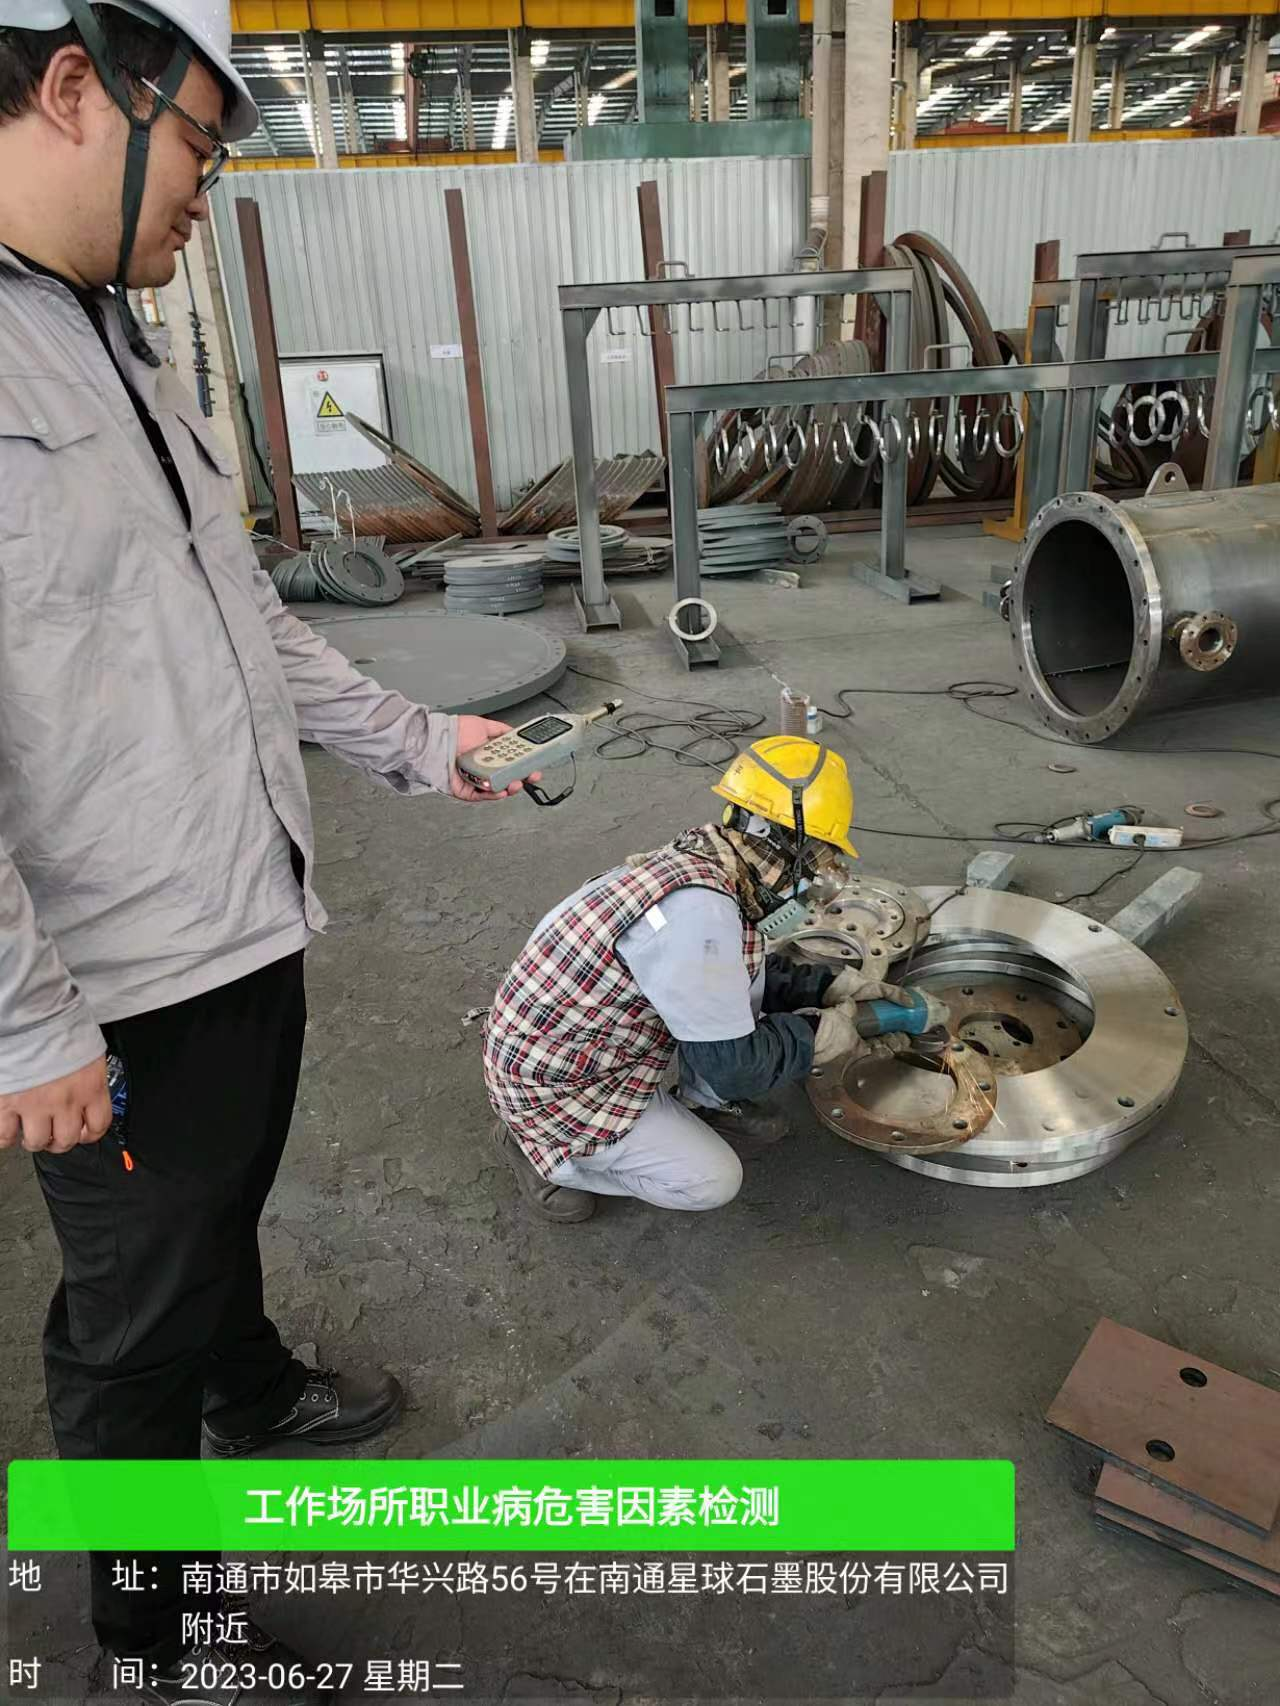 工作场所职业病危害因素检测
地 址：南通市如皋市华兴路56号在南通星球石墨股份有限公司
附近
时 间：2023-06-27 星期二